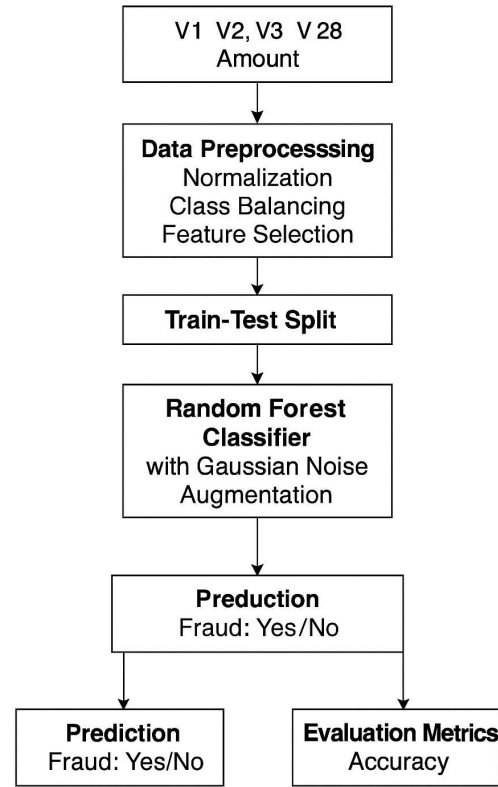 V1 V2, V3 V 28
Amount
Data Preprocesssing
Normalization
Class Balancing
Feature Selection
Train-Test Split
Random Forest
Classifier
with Gaussian Noise
Augmentation
Preduction
Fraud: Yes/No
Prediction
Fraud: Yes/No
Evaluation Metrics
Accuracy